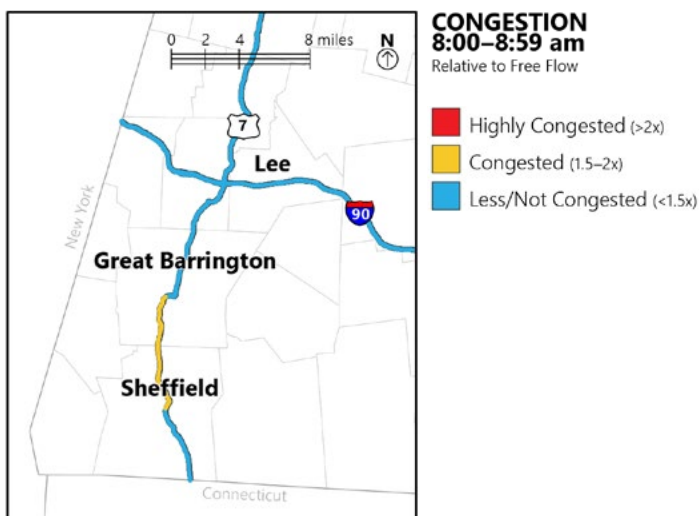 0 2 4 8 miles
N
7
Lee
90
New York
Great Barrington
Sheffield
Connecticut
CONGESTION
8:00–8:59 am
Relative to Free Flow
Highly Congested (>2x)
Congested (1.5–2x)
Less/Not Congested (<1.5x)